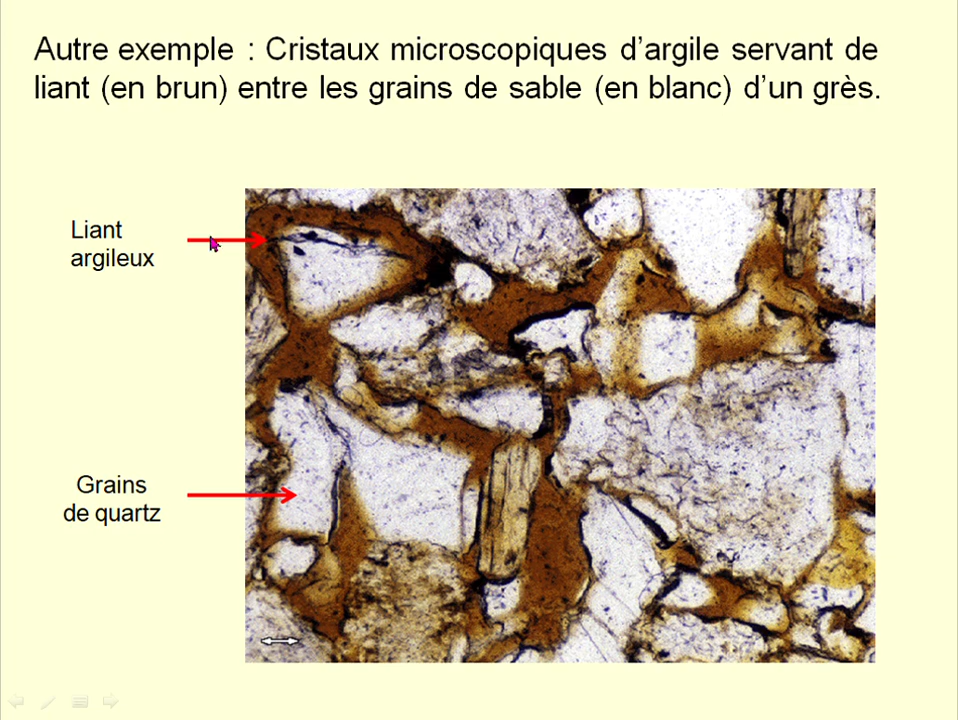 Autre exemple : Cristaux microscopiques d’argile servant de
liant (en brun) entre les grains de sable (en blanc) d’un grès.
Liant
argileux
Grains
de quartz